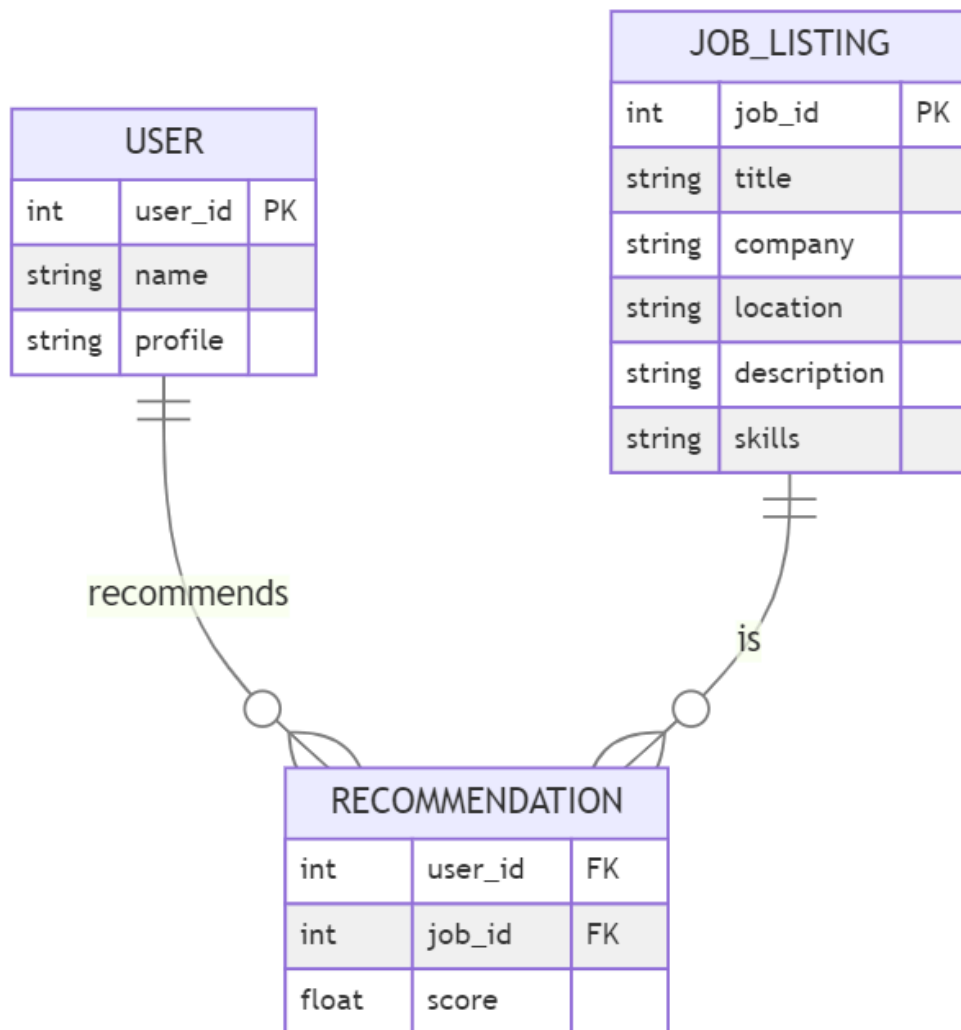 JOB_LISTING
int job_id PK
string title
string company
string location
string description
string skills
USER
int user_id PK
string name
string profile
recommends
is
RECOMMENDATION
int user_id FK
int job_id FK
float score